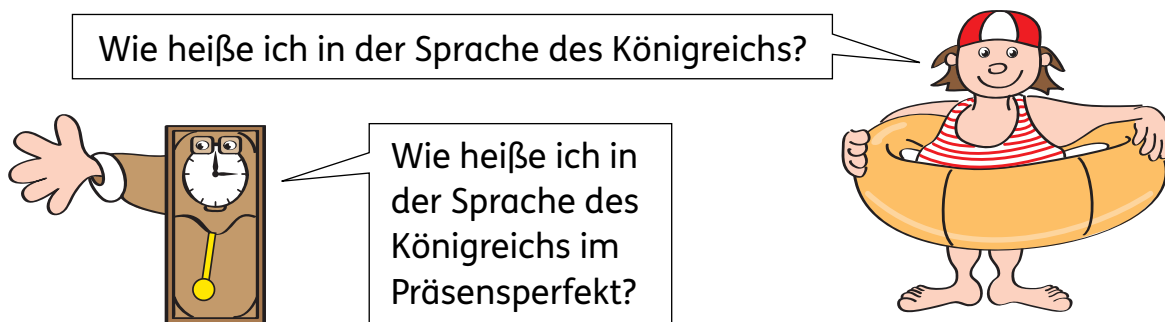 Wie heiße ich in der Sprache des Königreichs?
Wie heiße ich in
der Sprache des
Königreichs im
Präsensperfekt?